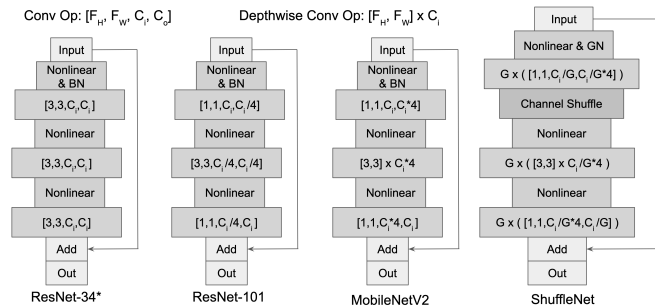 Conv Op: [F_H, F_W, C_i, C_o]
Depthwise Conv Op: [F_H, F_W] x C_i
Input
Nonlinear
& BN
[3,3,C_i,C_i]
Nonlinear
[3,3,C_i,C_i]
Nonlinear
[3,3,C_i,C_i]
Add
Out
ResNet-34*
Input
Nonlinear
& BN
[1,1,C_i,C_i/4]
Nonlinear
[3,3,C_i/4,C_i/4]
Nonlinear
[1,1,C_i/4,C_i]
Add
Out
ResNet-101
Input
Nonlinear
& BN
[1,1,C_i,C_i*4]
Nonlinear
[3,3] x C_i*4
Nonlinear
[1,1,C_i*4,C_i]
Add
Out
MobileNetV2
Input
Nonlinear & GN
G x ( [1,1,C_i/G,C_i/G*4] )
Channel Shuffle
Nonlinear
G x ( [3,3] x C_i/G*4 )
Nonlinear
G x ( [1,1,C_i/G*4,C_i/G] )
Add
Out
ShuffleNet